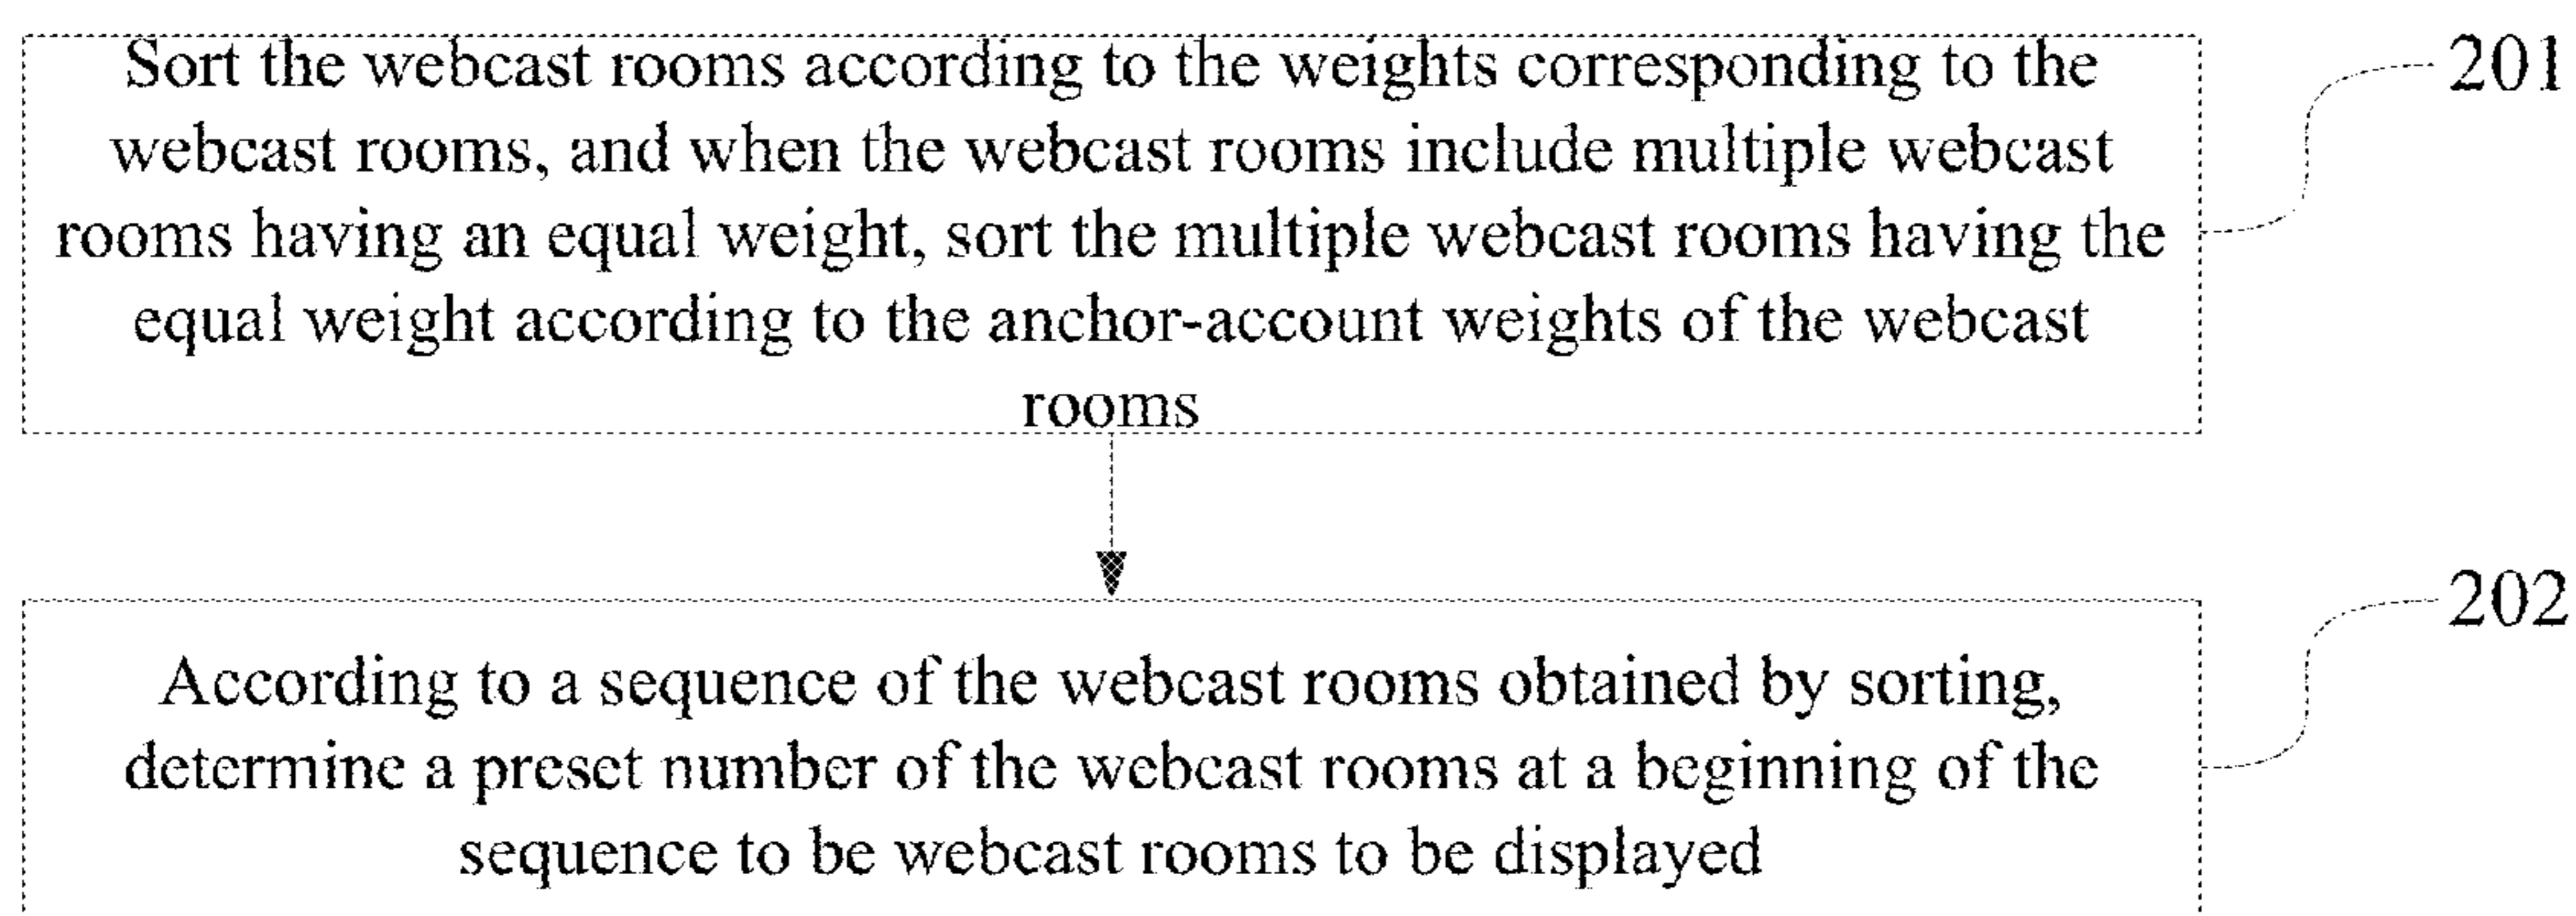 Sort the webcast rooms according to the weights corresponding to the
webcast rooms, and when the webcast rooms include multiple webcast
rooms having an equal weight, sort the multiple webcast rooms having the
equal weight according to the anchor-account weights of the webcast
rooms
201
According to a sequence of the webcast rooms obtained by sorting,
determine a preset number of the webcast rooms at a beginning of the
sequence to be webcast rooms to be displayed
202